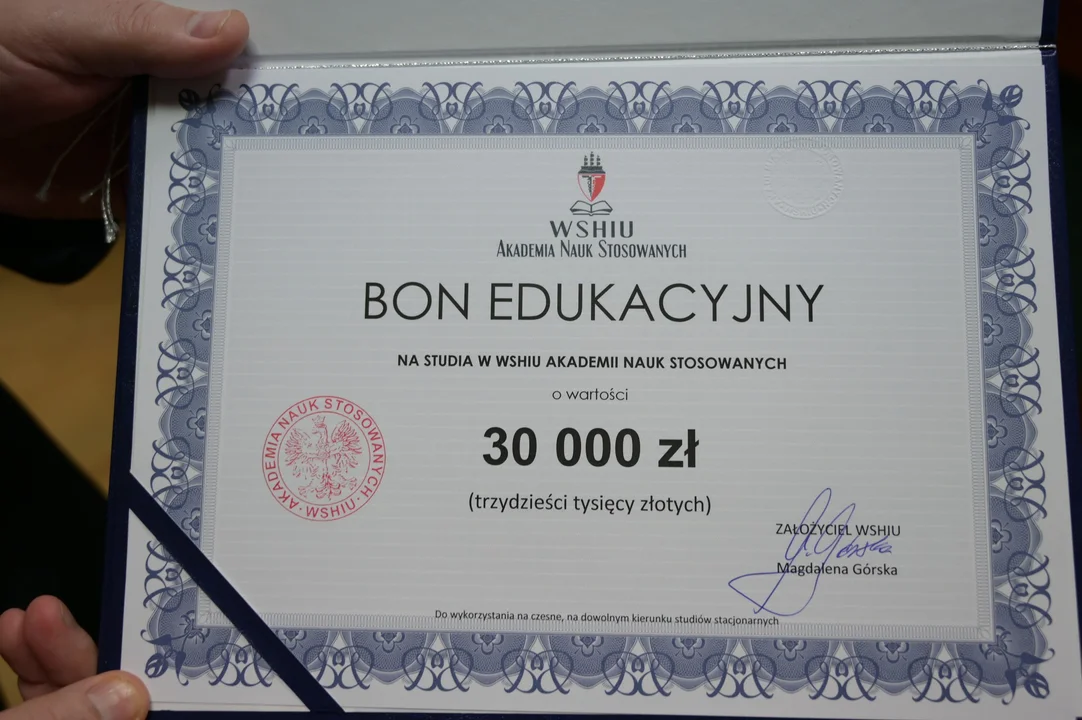 WSHIU
AKADEMIA NAUK STOSOWANYCH
BON EDUKACYJNY
NA STUDIA W WSHIU AKADEMII NAUK STOSOWANYCH
o wartości
30 000 zł
(trzydzieści tysięcy złotych)
AKADEMIA NAUK STOSOWANYCH · WSHIU ·
ZAŁOŻYCIEL WSHIU
Magdalena Górska
Do wykorzystania na czesne, na dowolnym kierunku studiów stacjonarnych